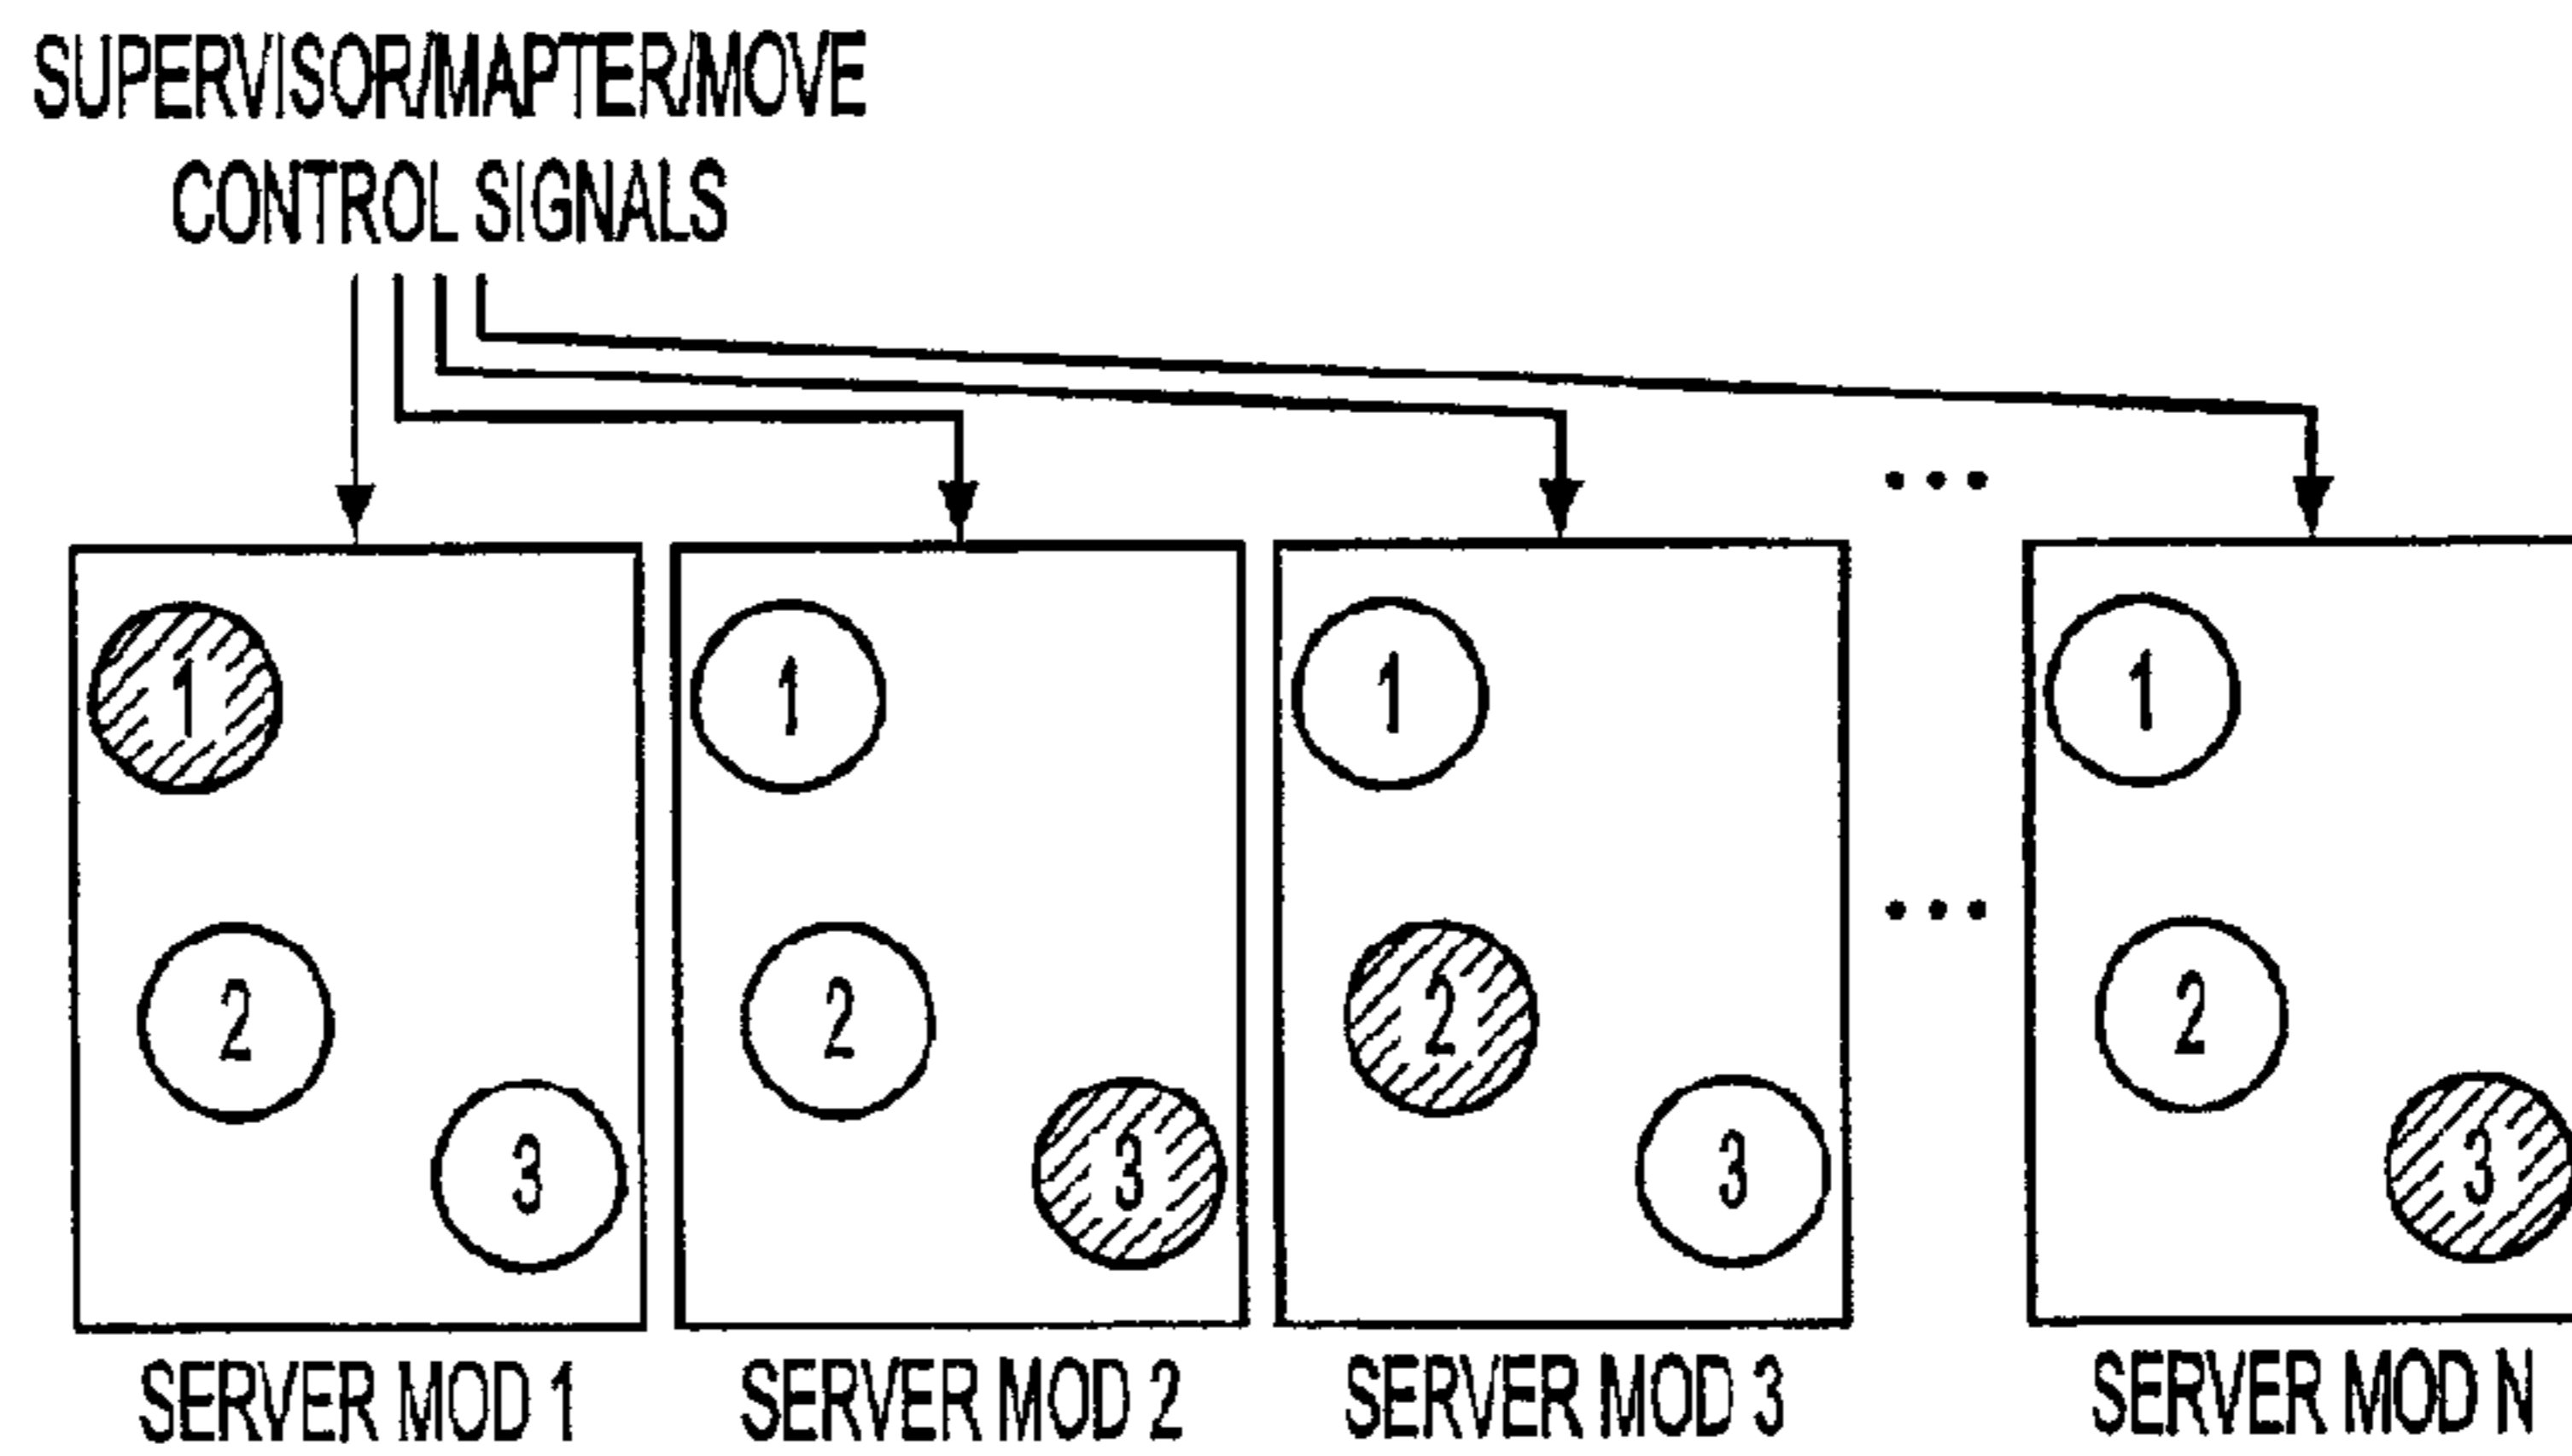 SUPERVISOR/MAPTER/MOVE
CONTROL SIGNALS
1
2
3
SERVER MOD 1
1
2
3
SERVER MOD 2
1
2
3
SERVER MOD 3
1
2
3
SERVER MOD N